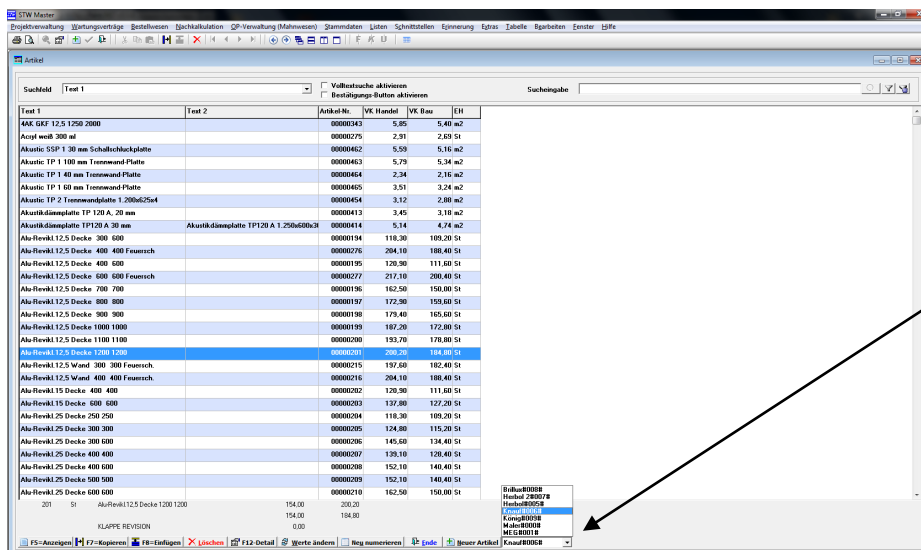 STW Master
Projektverwaltung Wartungsverträge Bestellwesen Nachkalkulation OP-Verwaltung (Mahnwesen) Stammdaten Listen Schnittstellen Erinnerung Extras Tabelle Bearbeiten Fenster Hilfe
Artikel
Suchfeld Text 1 Volltextsuche aktivieren Sucheingabe
Bestätigungs-Button aktivieren
Text 1 Text 2 Artikel-Nr. VK Handel VK Bau EH
4AK GKF 12,5 1250 2000 00000343 5,85 5,40 m2
Acryl weiß 300 ml 00000275 2,91 2,69 St
Akustic SSP 1 30 mm Schallschluckplatte 00000462 5,59 5,16 m2
Akustic TP 1 100 mm Trennwand-Platte 00000463 5,79 5,34 m2
Akustic TP 1 40 mm Trennwand-Platte 00000464 2,34 2,16 m2
Akustic TP 1 60 mm Trennwand-Platte 00000465 3,51 3,24 m2
Akustic TP 2 Trennwandplatte 1.200x625x4 00000454 3,12 2,88 m2
Akustikdämmplatte TP 120 A, 20 mm 00000413 3,45 3,18 m2
Akustikdämmplatte TP120 A 30 mm Akustikdämmplatte TP120 A 1.250x600x3 00000414 5,14 4,74 m2
Alu-Revikl.12,5 Decke 300 600 00000194 118,30 109,20 St
Alu-Revikl.12,5 Decke 400 400 Feuersch 00000276 204,10 188,40 St
Alu-Revikl.12,5 Decke 400 600 00000195 120,90 111,60 St
Alu-Revikl.12,5 Decke 600 600 Feuersch 00000277 217,10 200,40 St
Alu-Revikl.12,5 Decke 700 700 00000196 162,50 150,00 St
Alu-Revikl.12,5 Decke 800 800 00000197 172,90 159,60 St
Alu-Revikl.12,5 Decke 900 900 00000198 179,40 165,60 St
Alu-Revikl.12,5 Decke 1000 1000 00000199 187,20 172,80 St
Alu-Revikl.12,5 Decke 1100 1100 00000200 193,70 178,80 St
Alu-Revikl.12,5 Decke 1200 1200 00000201 200,20 184,80 St
Alu-Revikl.12,5 Wand 300 300 Feuersch. 00000215 197,60 182,40 St
Alu-Revikl.12,5 Wand 400 400 Feuersch. 00000216 204,10 188,40 St
Alu-Revikl.15 Decke 400 400 00000202 120,90 111,60 St
Alu-Revikl.15 Decke 600 600 00000203 137,80 127,20 St
Alu-Revikl.25 Decke 250 250 00000204 118,30 109,20 St
Alu-Revikl.25 Decke 300 300 00000205 124,80 115,20 St
Alu-Revikl.25 Decke 300 600 00000206 145,60 134,40 St
Alu-Revikl.25 Decke 400 400 00000207 139,10 128,40 St
Alu-Revikl.25 Decke 400 600 00000208 152,10 140,40 St
Alu-Revikl.25 Decke 500 500 00000209 152,10 140,40 St
Alu-Revikl.25 Decke 600 600 00000210 162,50 150,00 St
201 St Alu-Revikl.12,5 Decke 1200 1200 154,00 200,20
154,00 184,80
KLAPPE REVISION 0,00
Brillux#008#
Herbol 2#007#
Herbol#005#
Knauf#006#
König#009#
Maler#000#
MEG#001#
F5=Anzeigen F7=Kopieren F8=Einfügen Löschen F12-Detail Werte ändern Neu numerieren Ende Neuer Artikel Knauf#006#